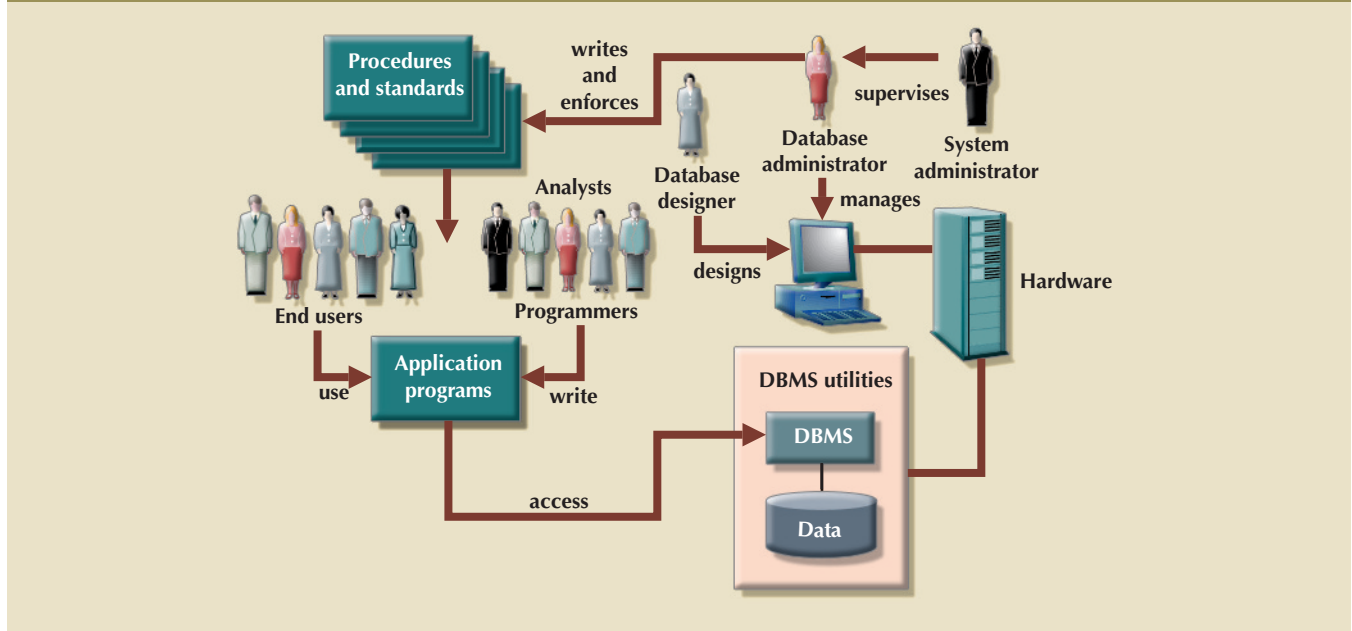 Procedures
and standards
writes
and
enforces
supervises
Database
administrator
System
administrator
Database
designer
manages
Analysts
designs
Hardware
End users
Programmers
Application
programs
use
write
DBMS utilities
DBMS
access
Data